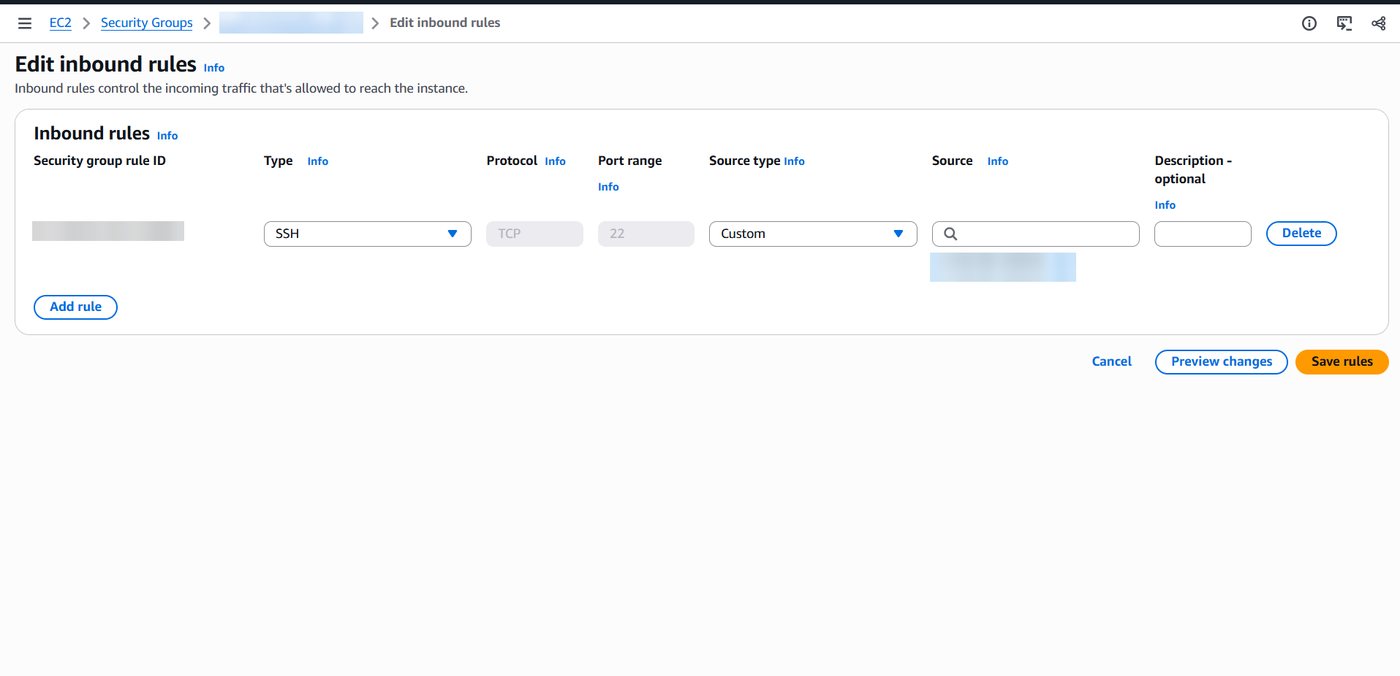 EC2 Security Groups Edit inbound rules
Edit inbound rules Info
Inbound rules control the incoming traffic that's allowed to reach the instance.
Inbound rules Info
Security group rule ID Type Info Protocol Info Port range Source type Info Source Info Description -
optional
Info
Info
SSH TCP 22 Custom Delete
Add rule
Cancel Preview changes Save rules